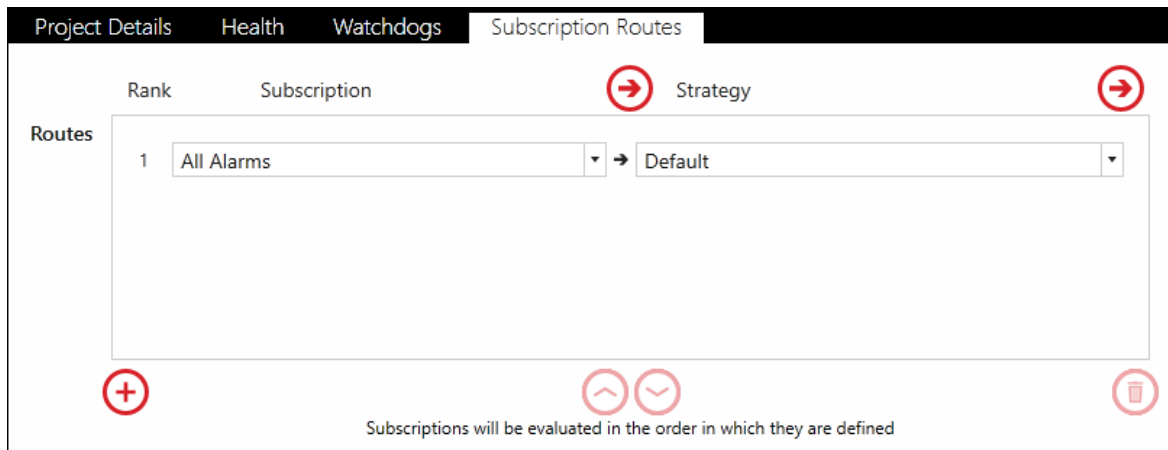 Project Details Health Watchdogs Subscription Routes
Rank Subscription Strategy
Routes
1 All Alarms Default
Subscriptions will be evaluated in the order in which they are defined